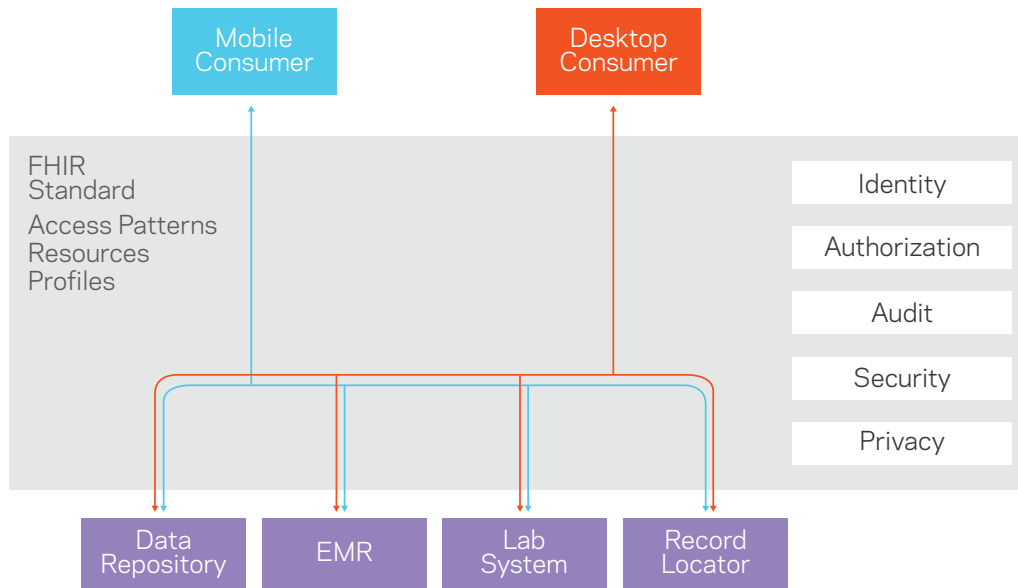 Mobile
Consumer
Desktop
Consumer
FHIR
Standard
Access Patterns
Resources
Profiles
Identity
Authorization
Audit
Security
Privacy
Data
Repository
EMR
Lab
System
Record
Locator